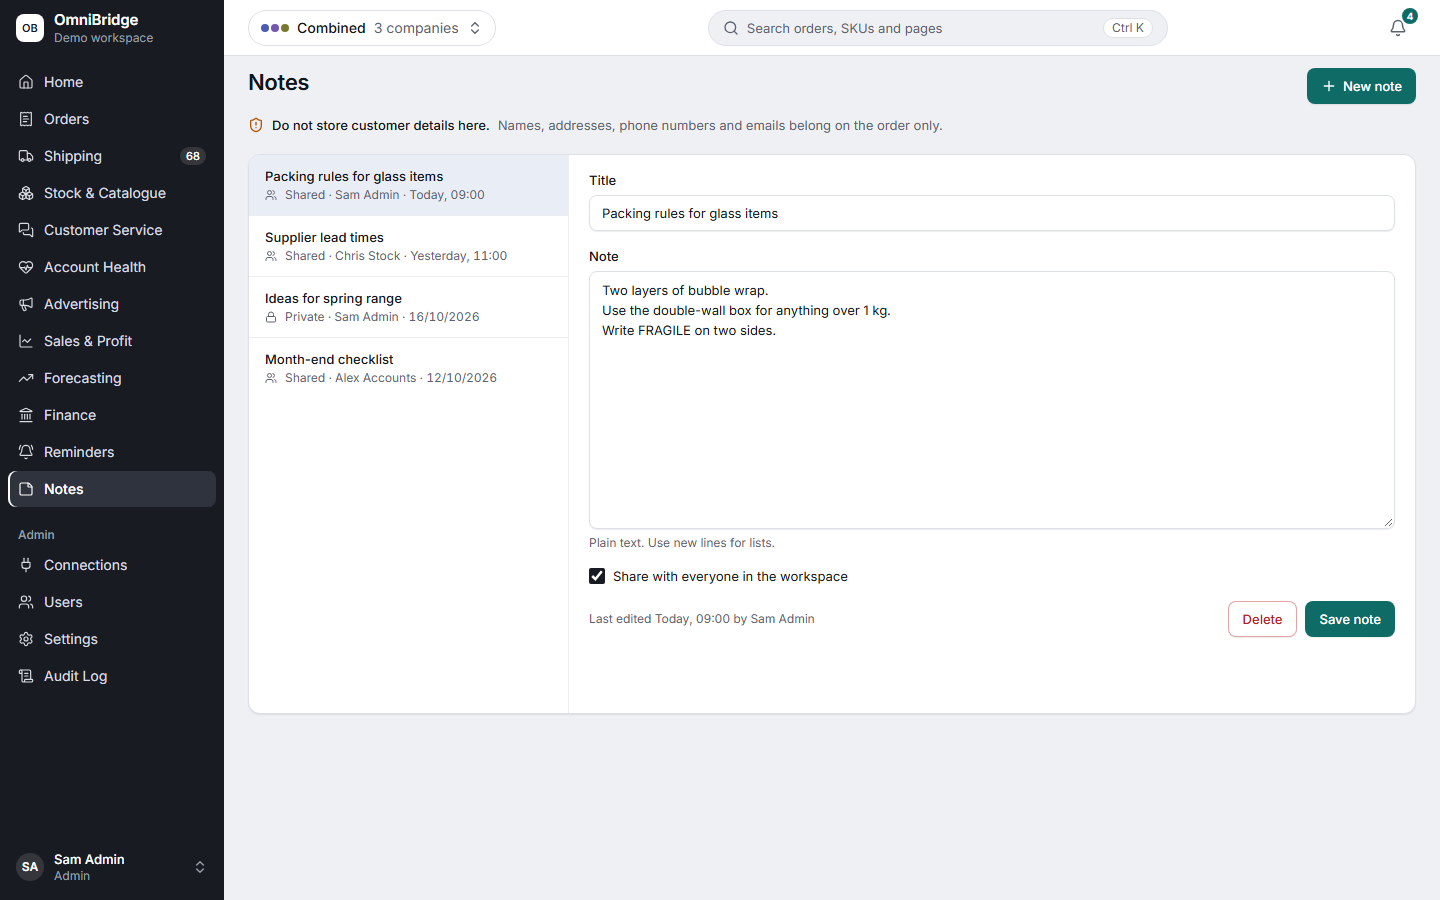 OB
OmniBridge
Demo workspace
Home
Orders
Shipping 68
Stock & Catalogue
Customer Service
Account Health
Advertising
Sales & Profit
Forecasting
Finance
Reminders
Notes
Admin
Connections
Users
Settings
Audit Log
SA
Sam Admin
Admin
Combined 3 companies
Search orders, SKUs and pages
Ctrl K
4
Notes
New note
Do not store customer details here. Names, addresses, phone numbers and emails belong on the order only.
Packing rules for glass items
Shared · Sam Admin · Today, 09:00
Supplier lead times
Shared · Chris Stock · Yesterday, 11:00
Ideas for spring range
Private · Sam Admin · 16/10/2026
Month-end checklist
Shared · Alex Accounts · 12/10/2026
Title
Packing rules for glass items
Note
Two layers of bubble wrap.
Use the double-wall box for anything over 1 kg.
Write FRAGILE on two sides.
Plain text. Use new lines for lists.
Share with everyone in the workspace
Last edited Today, 09:00 by Sam Admin
Delete
Save note